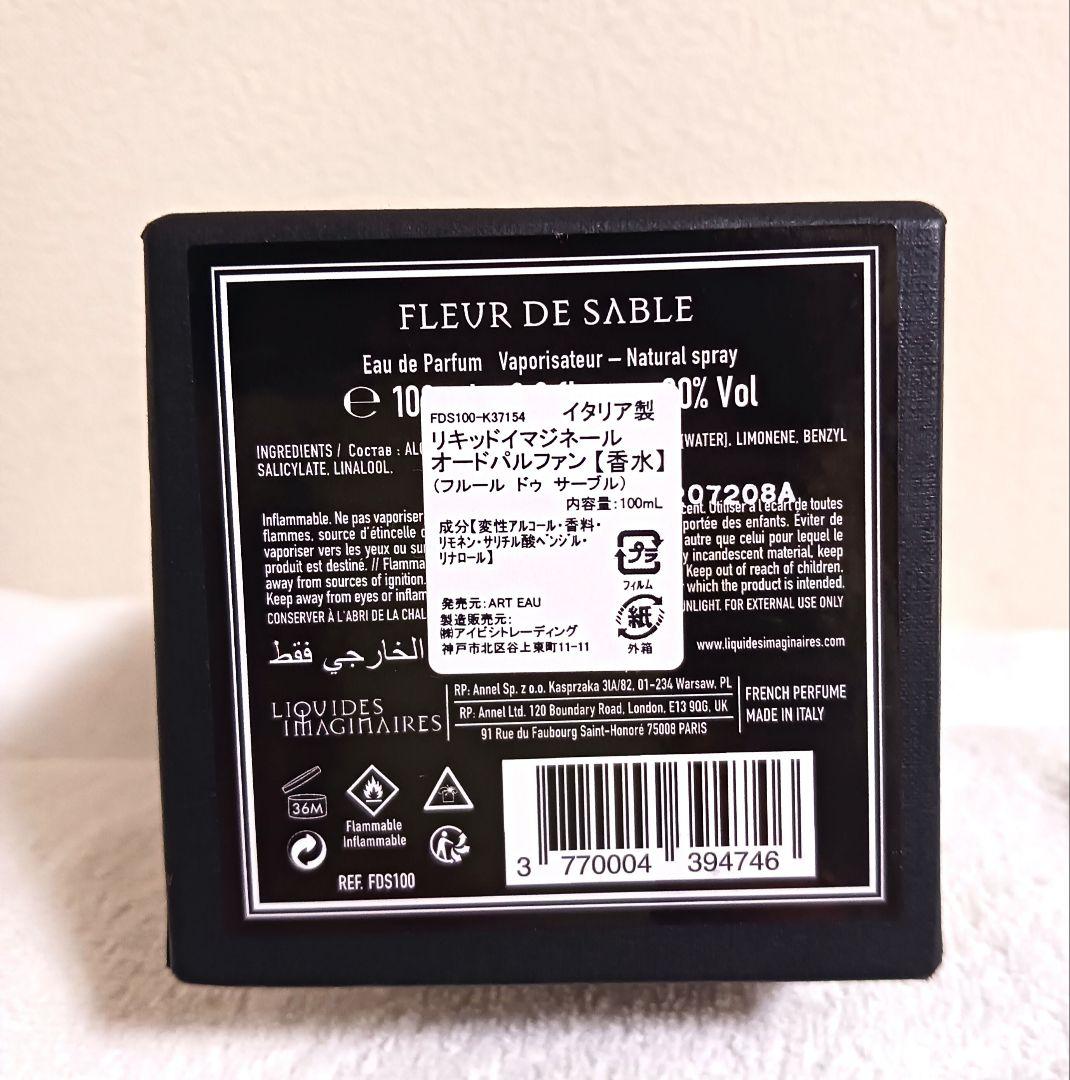 FLEUR DE SABLE
Eau de Parfum Vaporisateur – Natural spray
℮ 10 0% Vol
INGREDIENTS / Состав : [WATER], LIMONENE, BENZYL
SALICYLATE, LINALOOL.
207208A
Inflammable. Ne pas vaporiser cent. Utiliser à l'écart de toutes
flammes, source d'étincelle portée des enfants. Éviter de
vaporiser vers les yeux ou autre que celui pour lequel le
produit est destiné. // incandescent material, keep
away from sources of ignition. Keep out of reach of children.
Keep away from eyes or which the product is intended.
CONSERVER À L'ABRI DE LA FOR EXTERNAL USE ONLY
الخارجي فقط
www.liquidesimaginaires.com
FDS100-K37154 イタリア製
リキッドイマジネール
オードパルファン【香水】
(フルール ドゥ サーブル)
内容量:100mL
成分【変性アルコール・香料・
リモネン・サリチル酸ベンジル・
リナロール】
プラ
フィルム
発売元:ART EAU
製造販売元:
㈱アイビシトレーディング
神戸市北区谷上東町11-11
紙
外箱
LIQUIDES
IMAGINAIRES
RP: Annel Sp. z o.o. Kasprzaka 31A/82, 01-234 Warsaw, PL
RP: Annel Ltd. 120 Boundary Road, London, E13 9QG, UK
91 Rue du Faubourg Saint-Honoré 75008 PARIS
FRENCH PERFUME
MADE IN ITALY
36M
Flammable
Inflammable
REF. FDS100
3 770004 394746